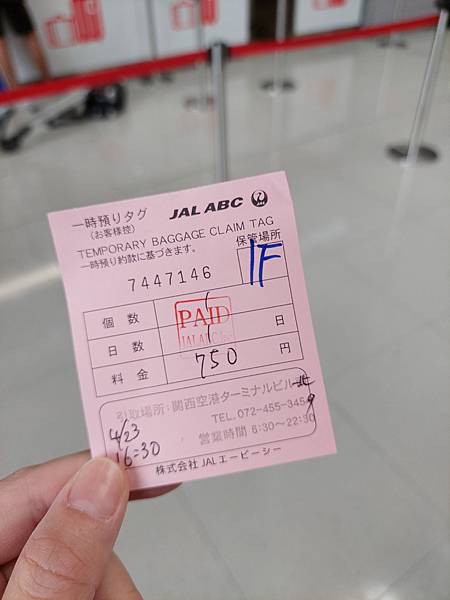 一時預りタグ
(お客様控)
JAL ABC
TEMPORARY BAGGAGE CLAIM TAG
一時預り約款に基づきます。
保管場所
7447146
1F
個数
1
PAID
JAL ABC
日数
1
日
料金
750
円
引取場所：関西空港ターミナルビル
TEL.072-455-345
営業時間 6:30~22:30
4/23
16:30
株式会社 JALエービーシー